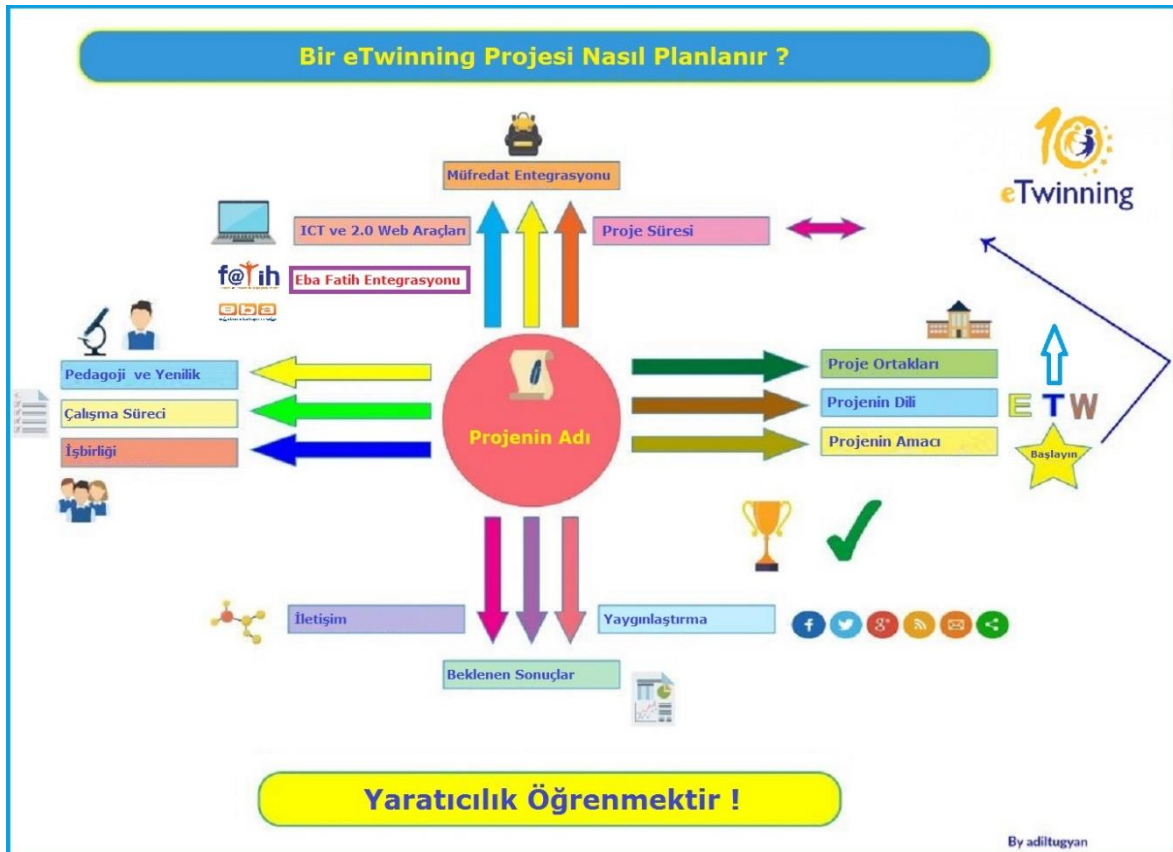 Bir eTwinning Projesi Nasıl Planlanır ?
10
eTwinning
Müfredat Entegrasyonu
ICT ve 2.0 Web Araçları
Proje Süresi
f@tih
Eba Fatih Entegrasyonu
eba
Pedagoji ve Yenilik
Çalışma Süreci
İşbirliği
Projenin Adı
Proje Ortakları
Projenin Dili
Projenin Amacı
E T W
Başlayın
İletişim
Yaygınlaştırma
Beklenen Sonuçlar
Yaratıcılık Öğrenmektir !
By adiltugyan